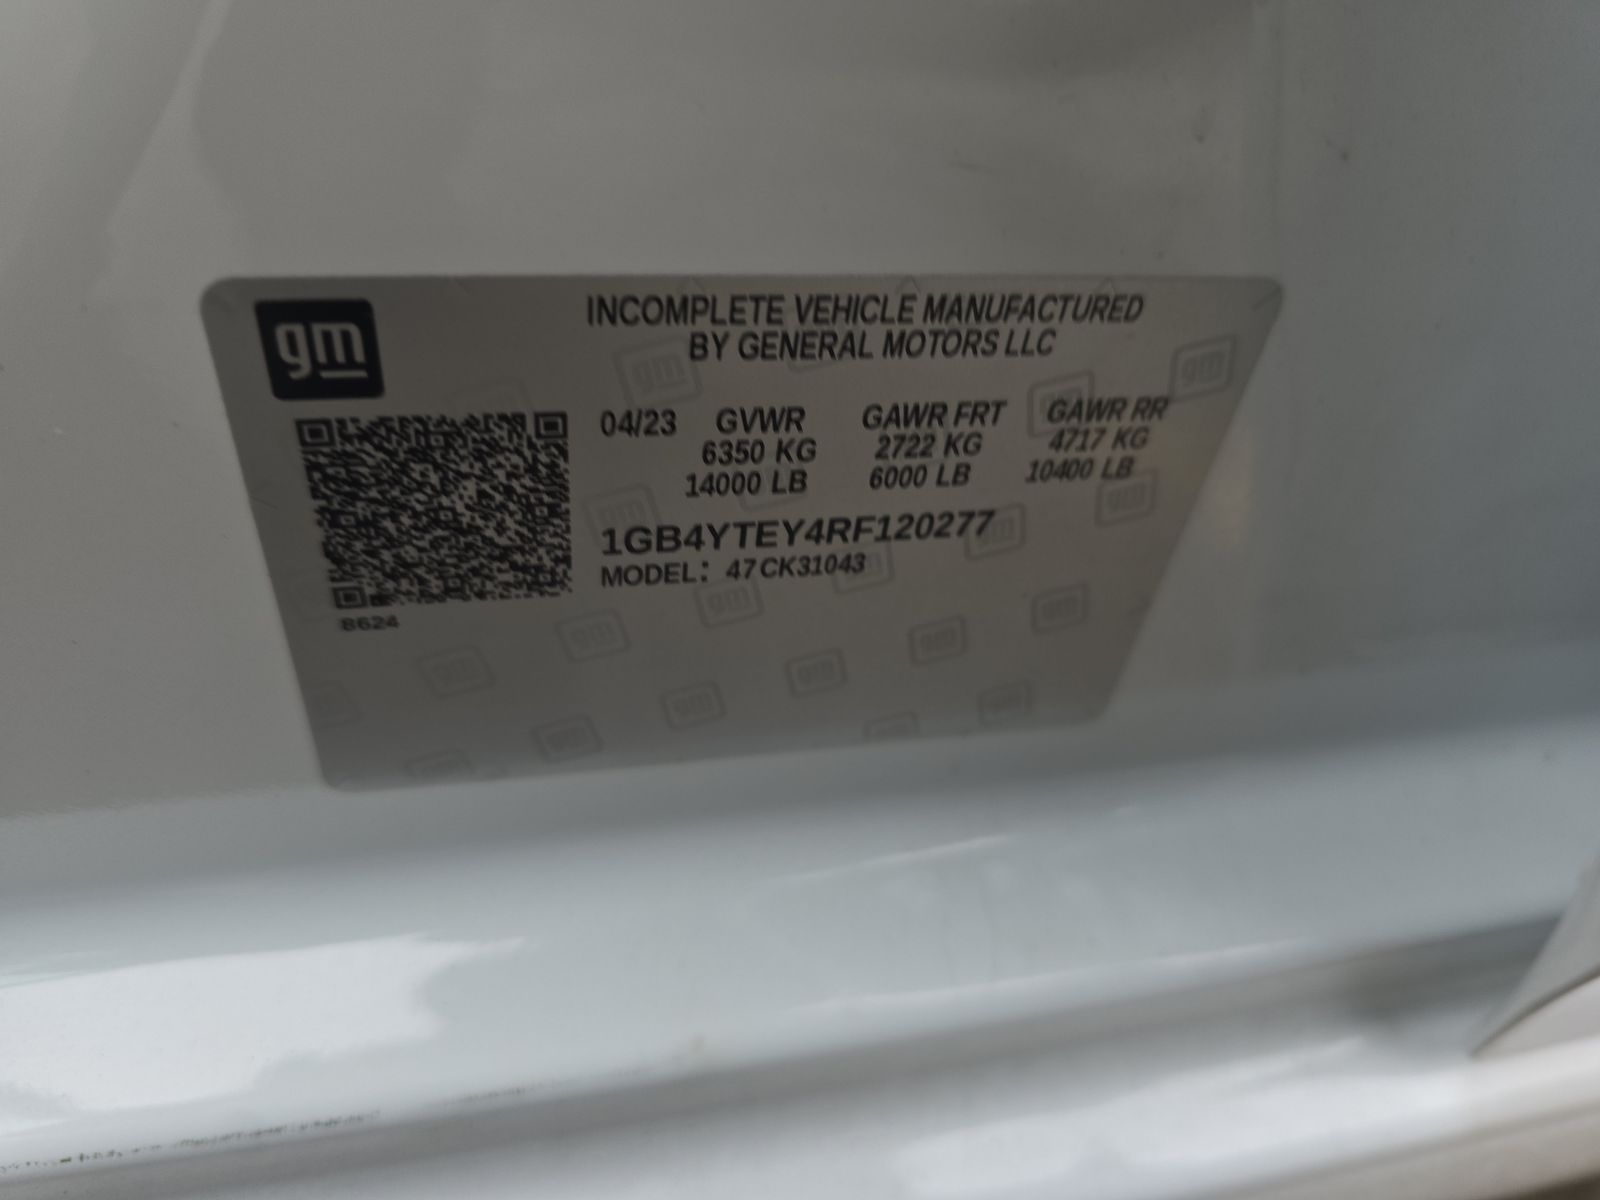 gm
INCOMPLETE VEHICLE MANUFACTURED
BY GENERAL MOTORS LLC
04/23 GVWR GAWR FRT GAWR RR
6350 KG 2722 KG 4717 KG
14000 LB 6000 LB 10400 LB
1GB4YTEY4RF120277
MODEL: 47CK31043
8624